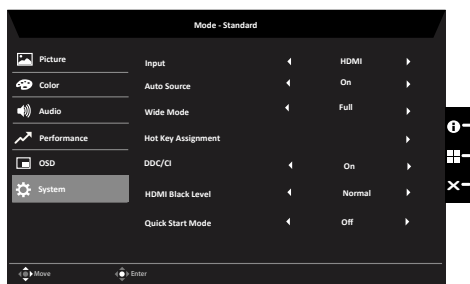 Mode - Standard
Picture
Input HDMI
Color
Auto Source On
Audio
Wide Mode Full
Performance
Hot Key Assignment
OSD
DDC/CI On
System
HDMI Black Level Normal
Quick Start Mode Off
Move Enter